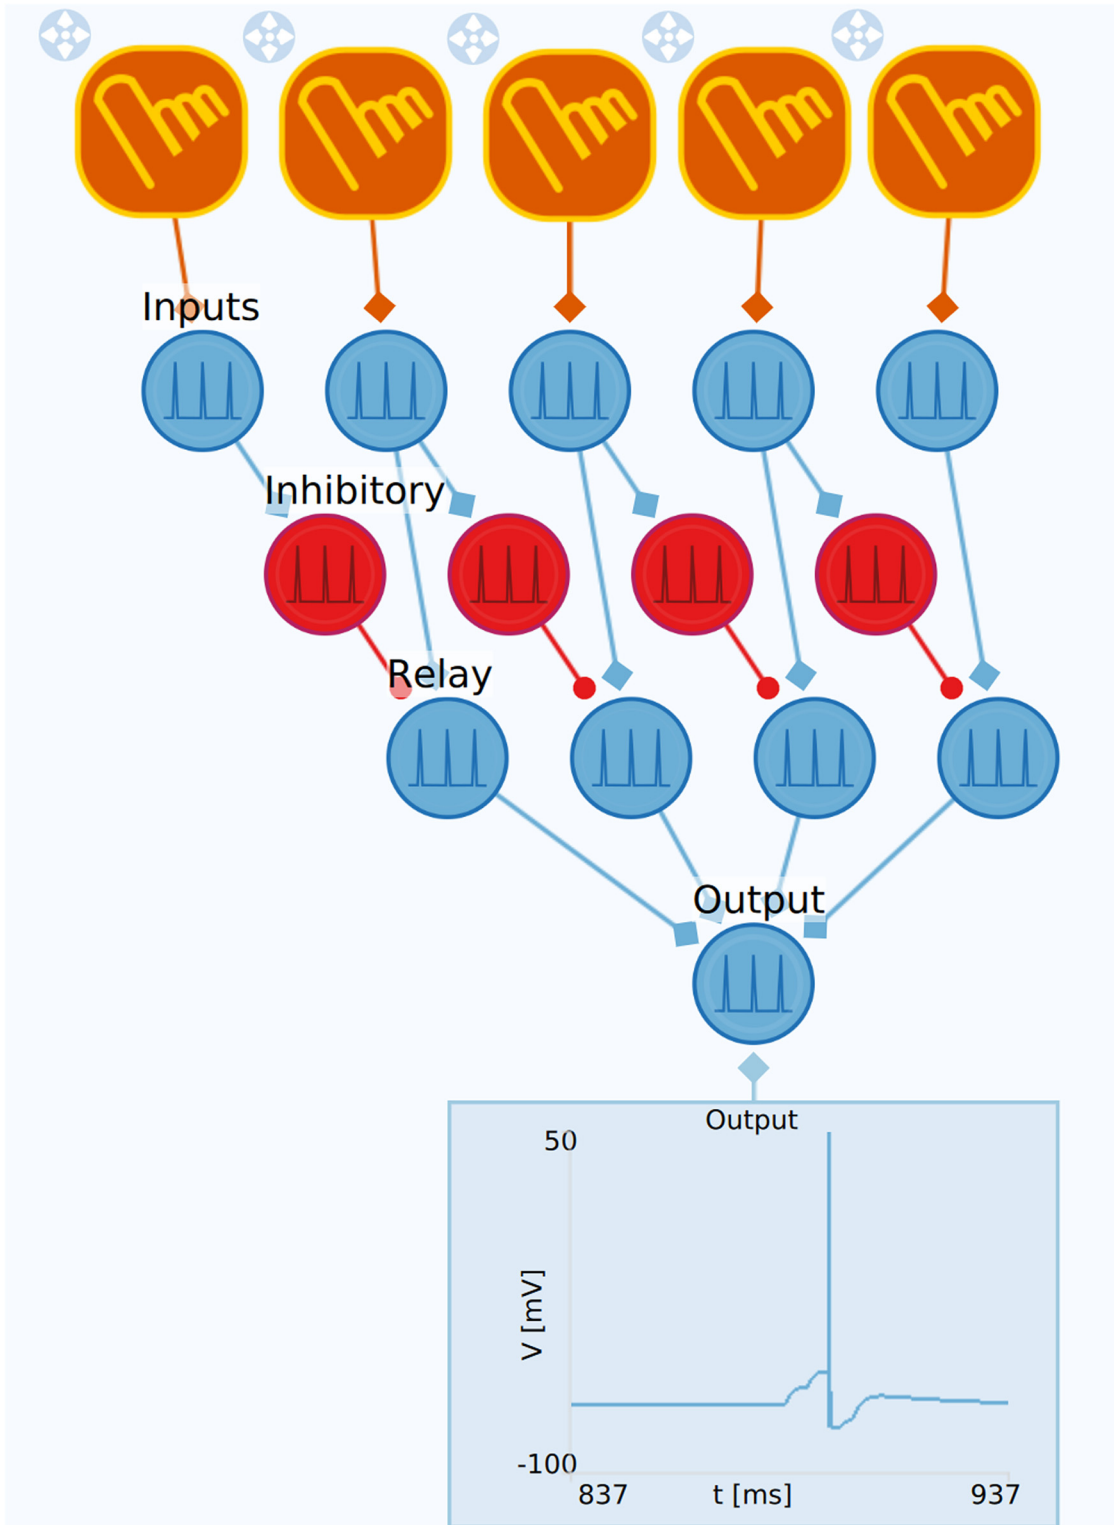 Inputs
Inhibitory
Relay
Output
Output
50
V [mV]
-100
837
t [ms]
937